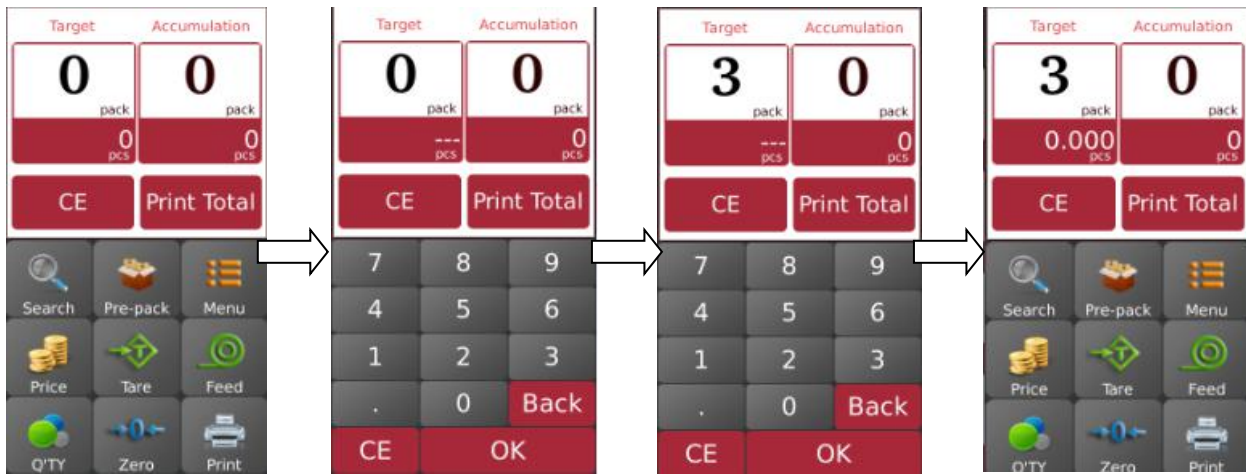 Target Accumulation
0 0
pack pack
0 0
pcs pcs
CE Print Total
Search Pre-pack Menu
Price Tare Feed
Q'TY Zero Print
Target Accumulation
0 0
pack pack
--- 0
pcs pcs
CE Print Total
7 8 9
4 5 6
1 2 3
. 0 Back
CE OK
Target Accumulation
3 0
pack pack
--- 0
pcs pcs
CE Print Total
7 8 9
4 5 6
1 2 3
. 0 Back
CE OK
Target Accumulation
3 0
pack pack
0.000 0
pcs pcs
CE Print Total
Search Pre-pack Menu
Price Tare Feed
Q'TY Zero Print